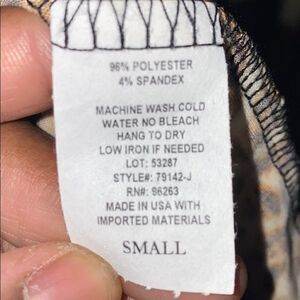 96% POLYESTER
4% SPANDEX
MACHINE WASH COLD
WATER NO BLEACH
HANG TO DRY
LOW IRON IF NEEDED
LOT: 53287
STYLE#: 79142-J
RN#: 96263
MADE IN USA WITH
IMPORTED MATERIALS
SMALL